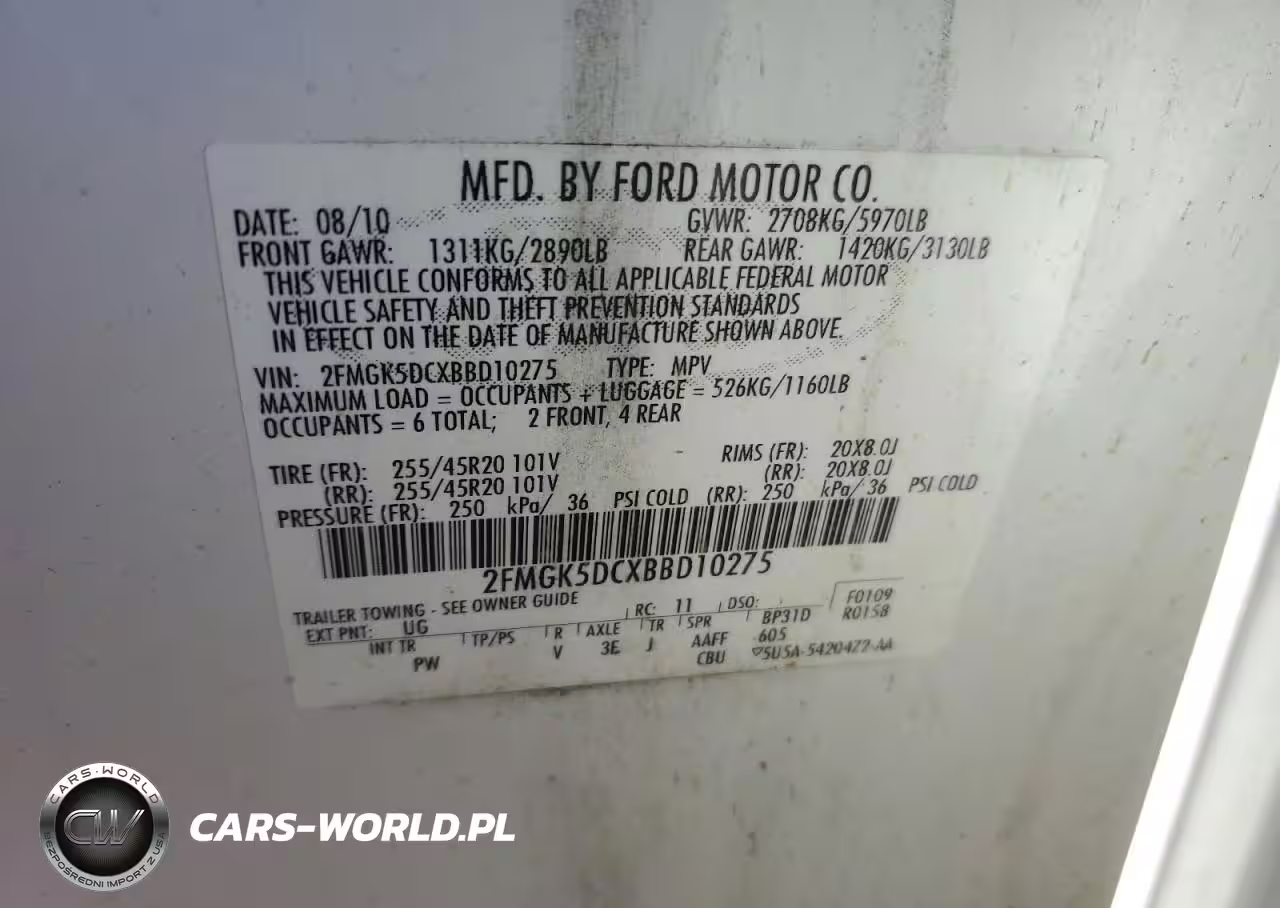 MFD. BY FORD MOTOR CO.
DATE: 08/10 GVWR: 2708KG/5970LB
FRONT GAWR: 1311KG/2890LB REAR GAWR: 1420KG/3130LB
THIS VEHICLE CONFORMS TO ALL APPLICABLE FEDERAL MOTOR
VEHICLE SAFETY AND THEFT PREVENTION STANDARDS
IN EFFECT ON THE DATE OF MANUFACTURE SHOWN ABOVE.
VIN: 2FMGK5DCXBBD10275 TYPE: MPV
MAXIMUM LOAD = OCCUPANTS + LUGGAGE = 526KG/1160LB
OCCUPANTS = 6 TOTAL; 2 FRONT, 4 REAR
TIRE (FR): 255/45R20 101V RIMS (FR): 20X8.0J
(RR): 255/45R20 101V (RR): 20X8.0J
PRESSURE (FR): 250 kPa/ 36 PSI COLD (RR): 250 kPa/ 36 PSI COLD
2FMGK5DCXBBD10275
TRAILER TOWING - SEE OWNER GUIDE
RC: 11 DSO: F0109
EXT PNT: UG BP31D R0158
INT TR TP/PS R AXLE TR SPR 605
PW V 3E J AAFF
CBU 5U5A-5420472-AA
CARS-WORLD
CW
BEZPOŚREDNI IMPORT Z USA
CARS-WORLD.PL